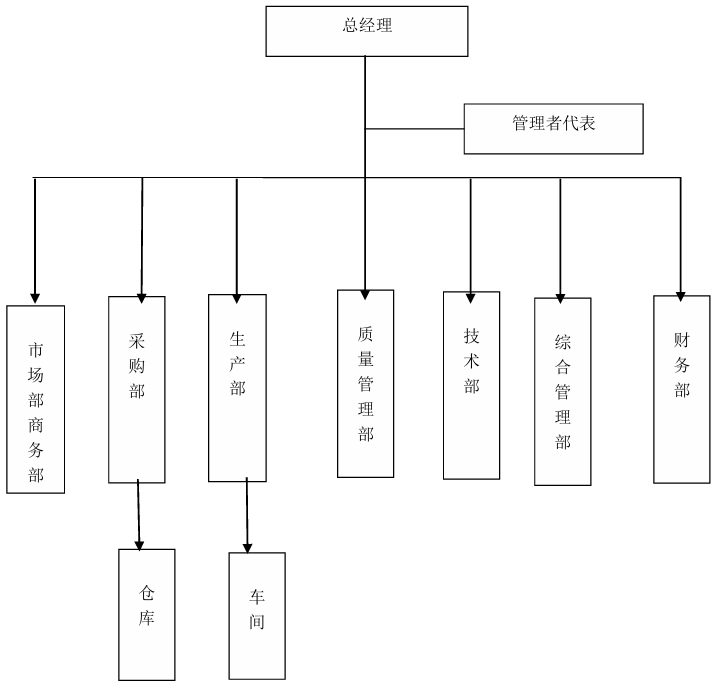 总经理
管理者代表
市场部商务部
采购部
生产部
质量管理部
技术部
综合管理部
财务部
仓库
车间